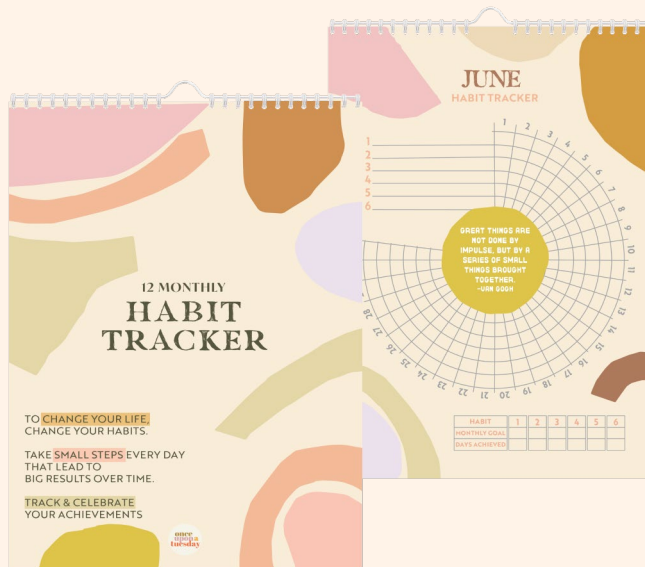 12 MONTHLY
HABIT
TRACKER
TO CHANGE YOUR LIFE,
CHANGE YOUR HABITS.
TAKE SMALL STEPS EVERY DAY
THAT LEAD TO
BIG RESULTS OVER TIME.
TRACK & CELEBRATE
YOUR ACHIEVEMENTS
once
upon a
tuesday
JUNE
HABIT TRACKER
1
2
3
4
5
6
1
2
3
4
5
6
7
8
9
10
11
12
13
14
15
16
17
18
19
20
21
22
23
24
25
26
27
28
GREAT THINGS ARE
NOT DONE BY
IMPULSE, BUT BY A
SERIES OF SMALL
THINGS BROUGHT
TOGETHER.
-VAN GOGH
HABIT 1 2 3 4 5 6
MONTHLY GOAL
DAYS ACHIEVED